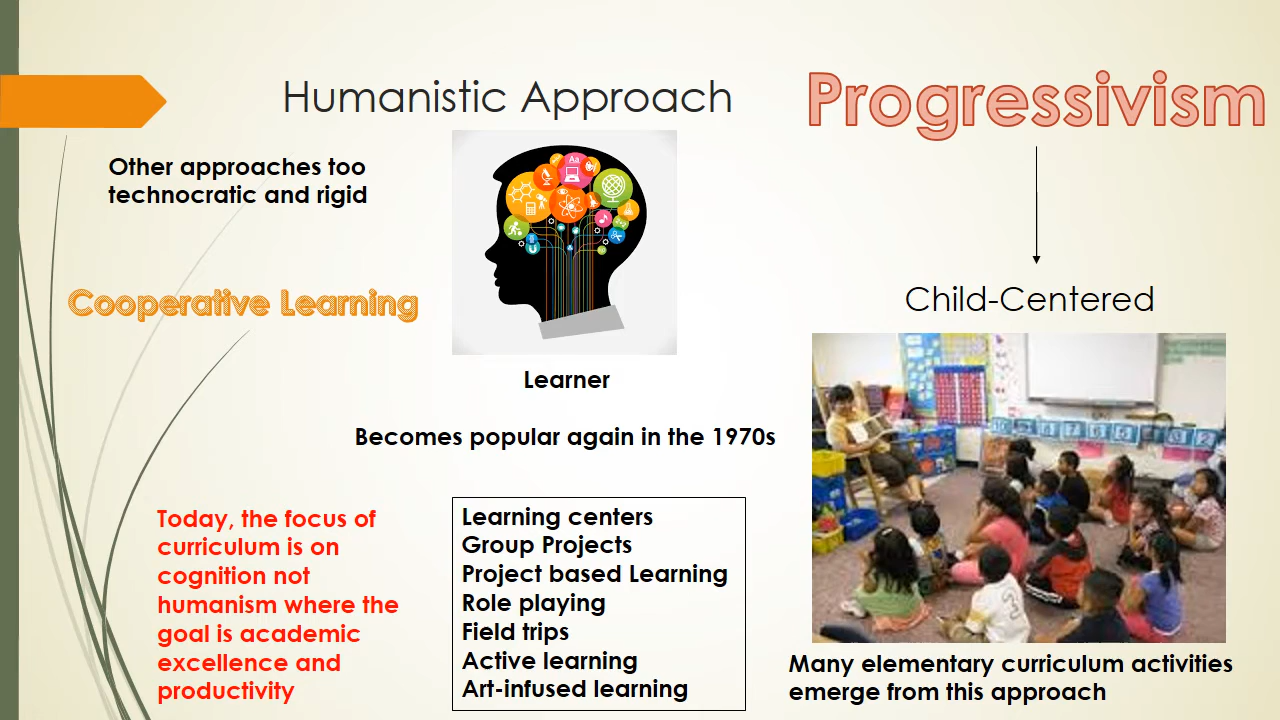 Humanistic Approach
Progressivism
Other approaches too
technocratic and rigid
Aa
Cooperative Learning
Child-Centered
Learner
Becomes popular again in the 1970s
Today, the focus of
curriculum is on
cognition not
humanism where the
goal is academic
excellence and
productivity
Learning centers
Group Projects
Project based Learning
Role playing
Field trips
Active learning
Art-infused learning
Many elementary curriculum activities
emerge from this approach